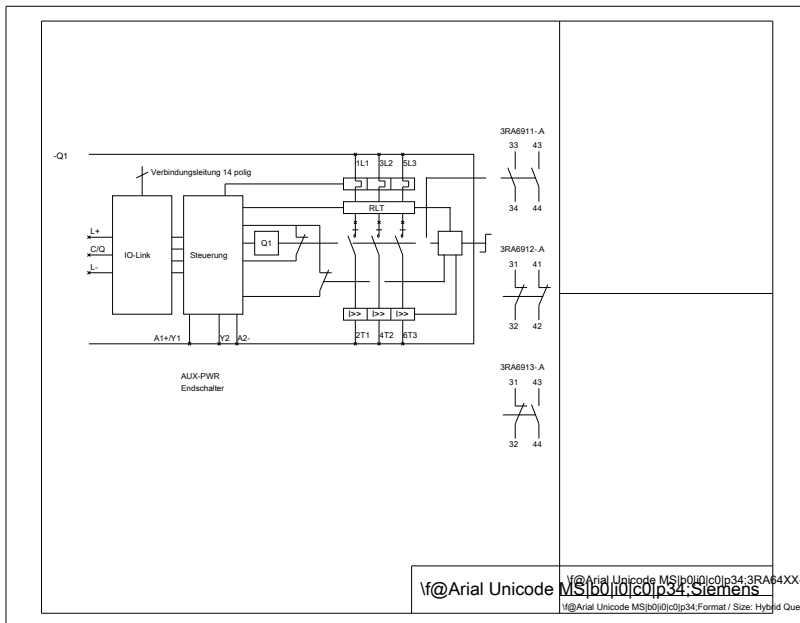 3RA6911-.A
33 43
34 44
-Q1
1L1 3L2 5L3
Verbindungsleitung 14 polig
RLT
L+
C/Q
L-
IO-Link
Steuerung
Q1
3RA6912-.A
31 41
32 42
I>> I>> I>>
A1+/Y1 Y2 A2-
2T1 4T2 6T3
AUX-PWR
Endschalter
3RA6913-.A
31 43
32 44
\f@Arial Unicode MS|b0|i0|c0|p34;Siemens
\f@Arial Unicode MS|b0|i0|c0|p34;3RA64XX-
\f@Arial Unicode MS|b0|i0|c0|p34;Format / Size: Hybrid Que